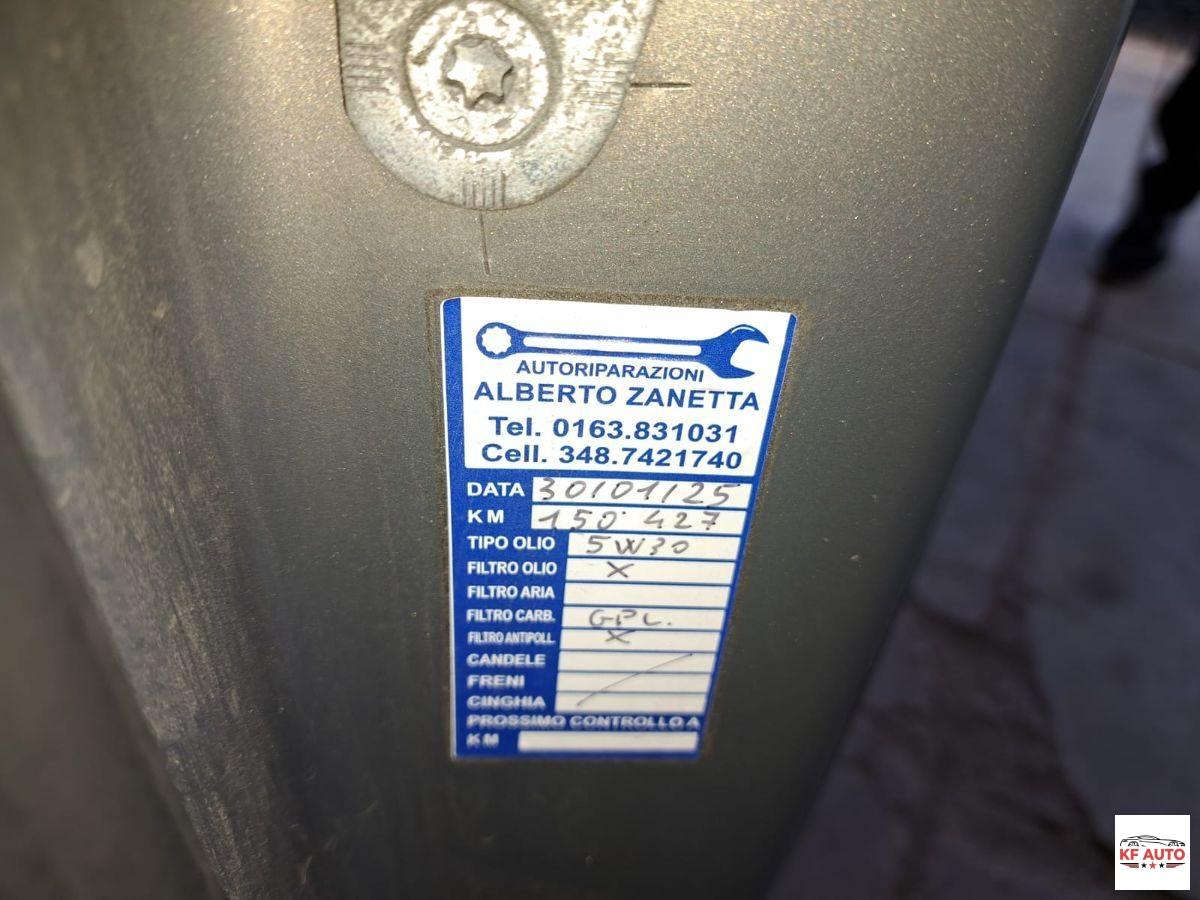 AUTORIPARAZIONI
ALBERTO ZANETTA
Tel. 0163.831031
Cell. 348.7421740
DATA 30/01/25
KM 150 427
TIPO OLIO 5W30
FILTRO OLIO X
FILTRO ARIA
FILTRO CARB. GPL.
FILTRO ANTIPOLL. X
CANDELE
FRENI
CINGHIA
PROSSIMO CONTROLLO A
KM
KF AUTO